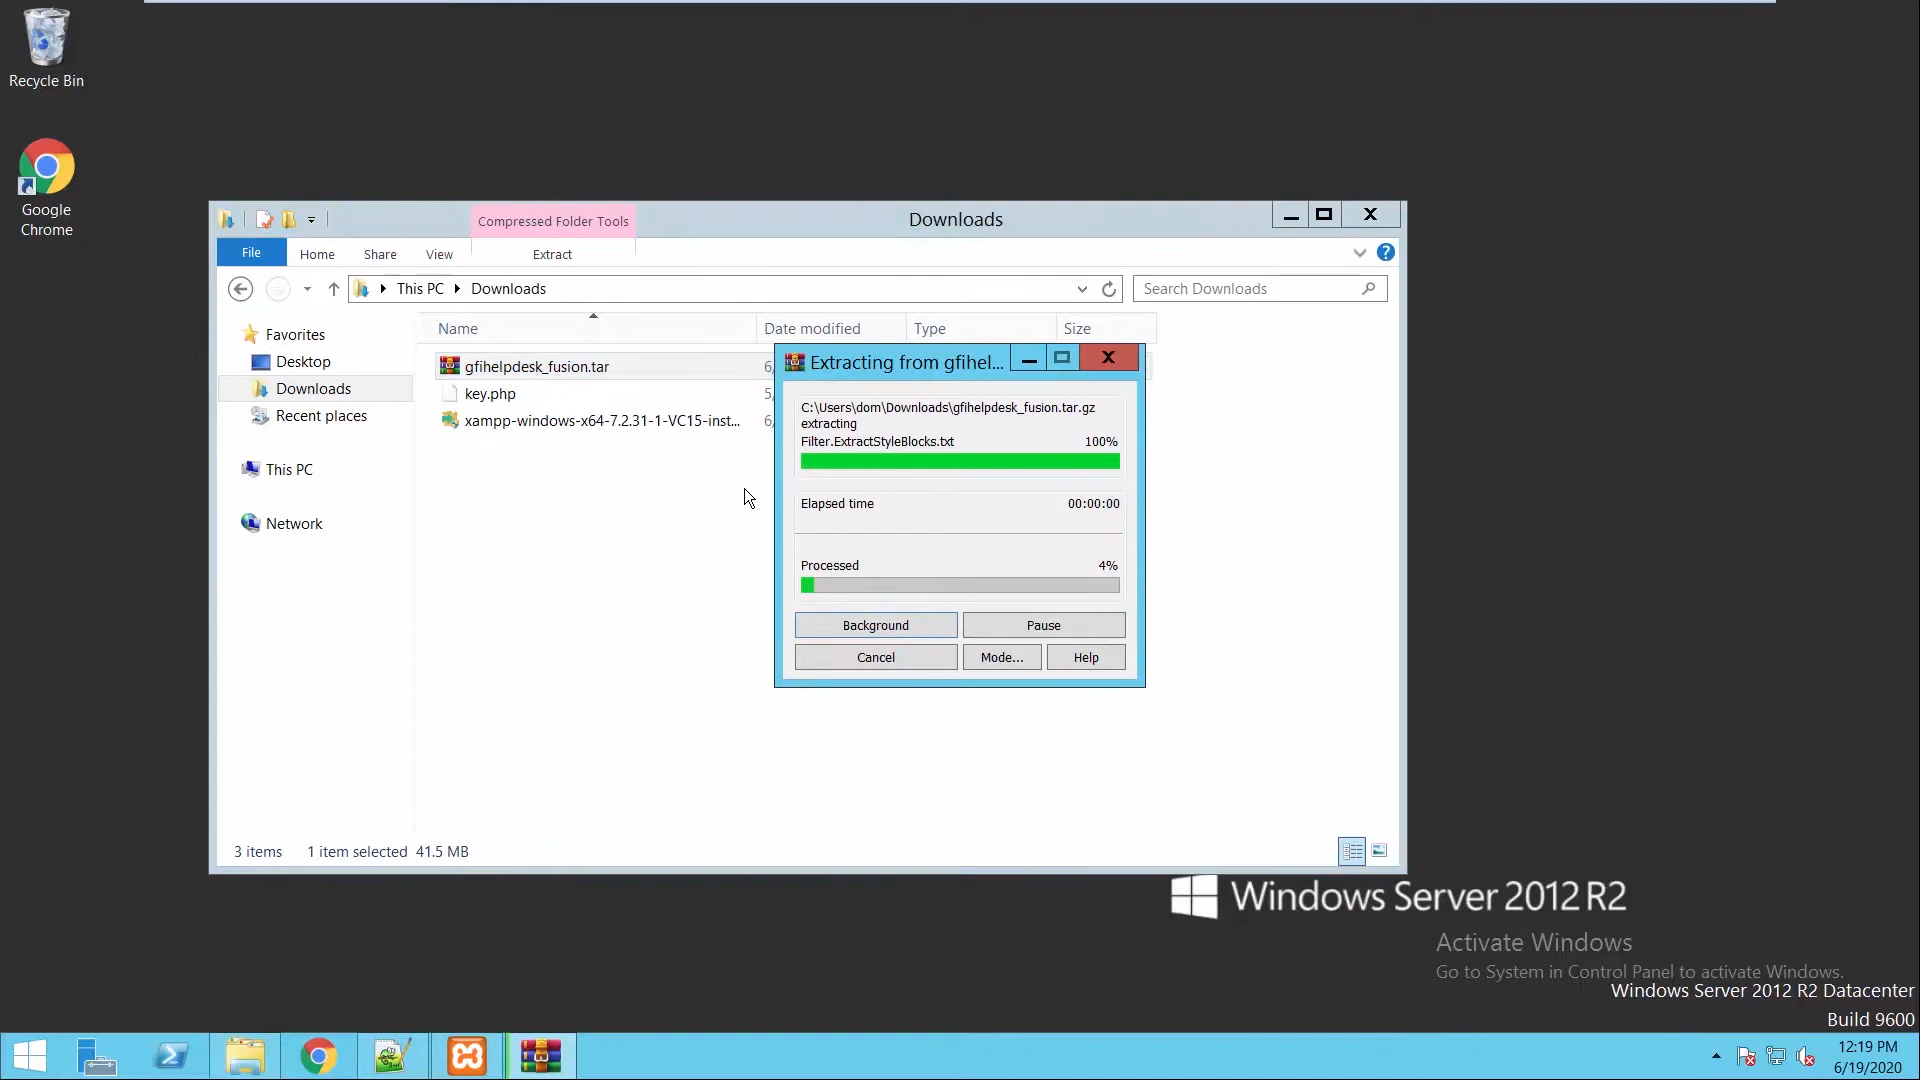 Recycle Bin
Google
Chrome
Compressed Folder Tools
Downloads
File
Home
Share
View
Extract
This PC
Downloads
Search Downloads
Favorites
Desktop
Downloads
Recent places
This PC
Network
Name
Date modified
Type
Size
gfihelpdesk_fusion.tar
6/
key.php
5/
xampp-windows-x64-7.2.31-1-VC15-inst...
6/
Extracting from gfihel...
C:\Users\dom\Downloads\gfihelpdesk_fusion.tar.gz
extracting
Filter.ExtractStyleBlocks.txt 100%
Elapsed time 00:00:00
Processed 4%
Background
Pause
Cancel
Mode...
Help
3 items 1 item selected 41.5 MB
Windows Server 2012 R2
Activate Windows
Go to System in Control Panel to activate Windows.
Windows Server 2012 R2 Datacenter
Build 9600
12:19 PM
6/19/2020